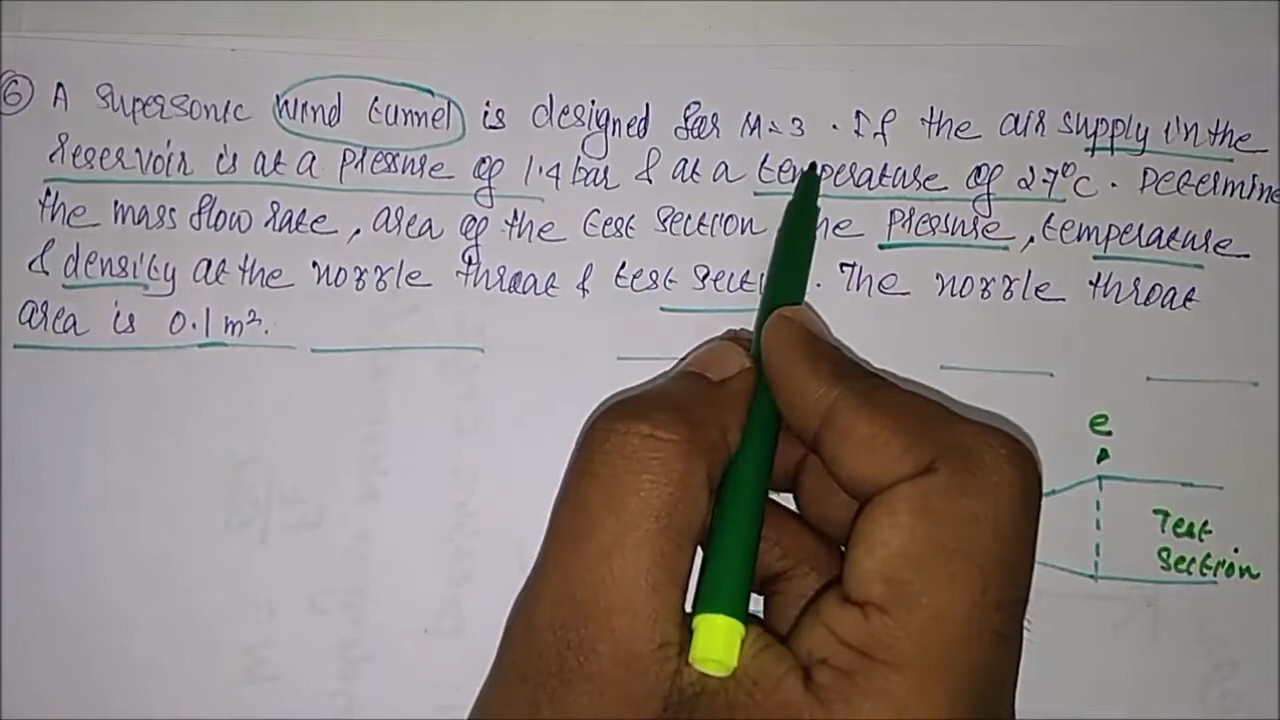 6 A supersonic wind tunnel is designed for M = 3 . If the air supply in the
reservoir is at a pressure of 1.4 bar & at a temperature of 27°C . Determine
the mass flow rate, area of the test section the pressure, temperature
& density at the nozzle throat & test . The nozzle throat
area is 0.1 m².
e
Test
section